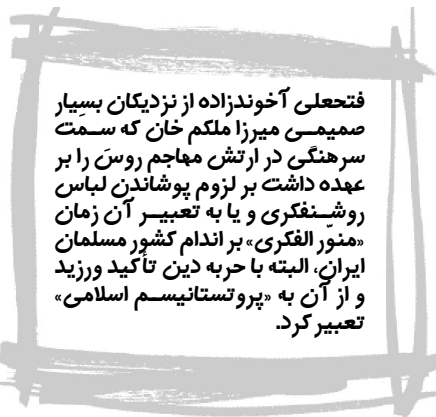 فتحعلی آخوندزاده از نزدیکان بسیار
صمیمی میرزا ملکم خان که سمت
سرهنگی در ارتش مهاجم روسَ را بر
عهده داشت بر لزوم پوشاندن لباس
روشنفکری و یا به تعبیر آن زمان
«منوّر الفکری» بر اندام کشور مسلمان
ایران، البته با حربه دین تأکید ورزید
و از آن به «پروتستانیسم اسلامی»
تعبیر کرد.